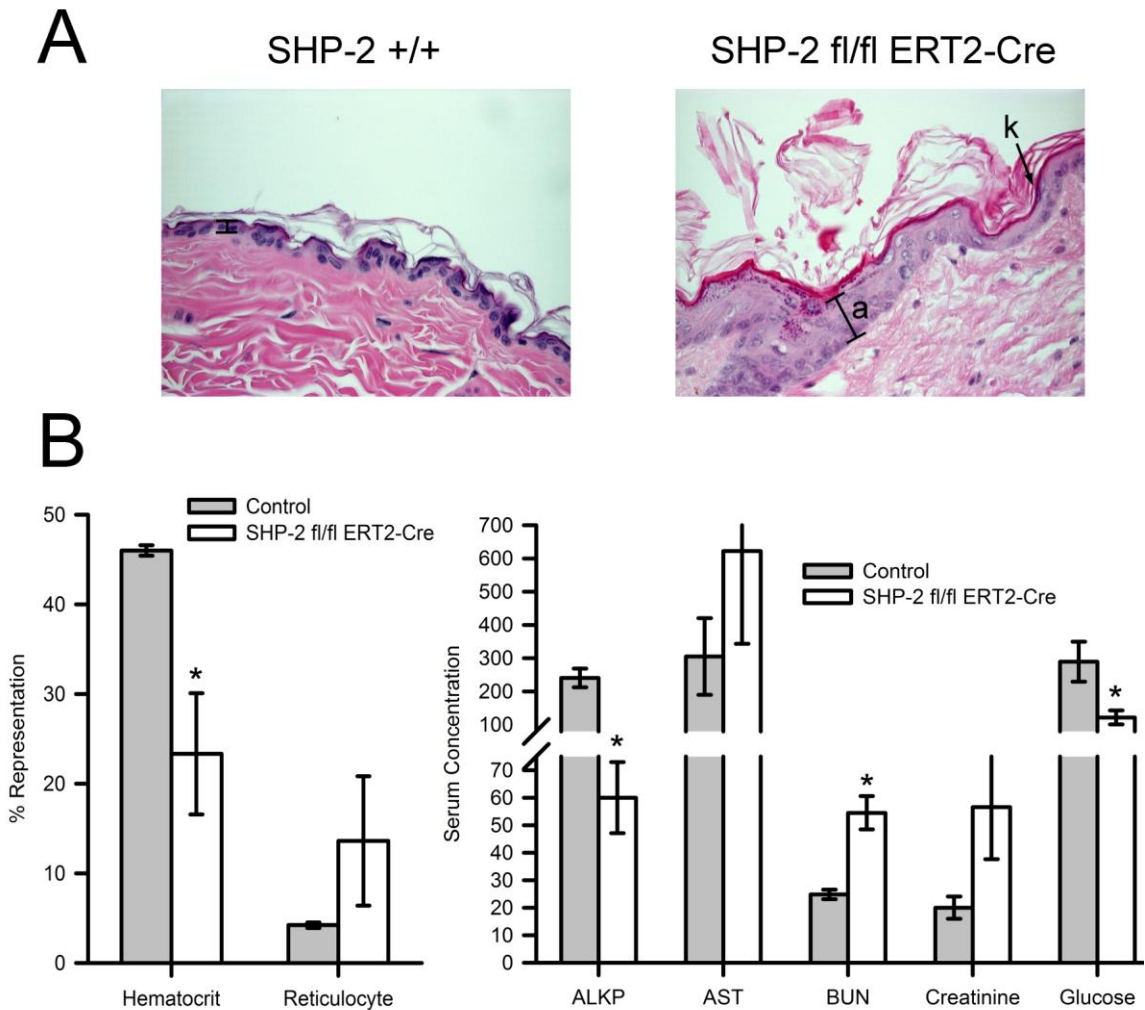 A
SHP-2 +/+
SHP-2 fl/fl ERT2-Cre
k
a
B
% Representation
50
40
30
20
10
0
Control
SHP-2 fl/fl ERT2-Cre
*
Hematocrit
Reticulocyte
Serum Concentration
700
600
500
400
300
200
100
70
60
50
40
30
20
10
0
Control
SHP-2 fl/fl ERT2-Cre
*
*
*
ALKP
AST
BUN
Creatinine
Glucose